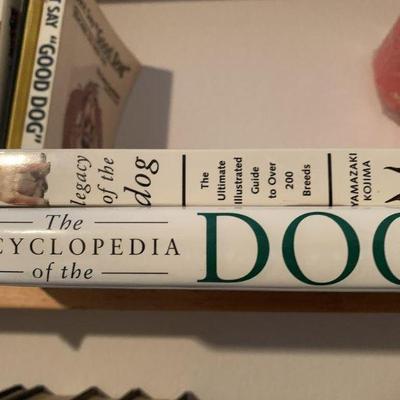 T SAY "GOOD DOG"
legacy
of the
dog
The
Ultimate
Illustrated
Guide
to Over
200
Breeds
YAMAZAKI
KOJIMA
The
CYCLOPEDIA
of the
DOG